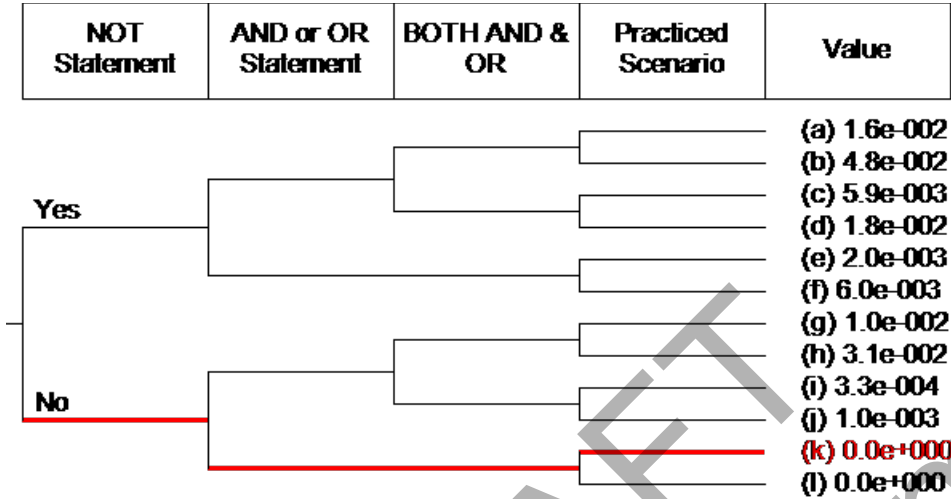 NOT
Statement
AND or OR
Statement
BOTH AND &
OR
Practiced
Scenario
Value
Yes
No
(a) 1.6e-002
(b) 4.8e-002
(c) 5.9e-003
(d) 1.8e-002
(e) 2.0e-003
(f) 6.0e-003
(g) 1.0e-002
(h) 3.1e-002
(i) 3.3e-004
(j) 1.0e-003
(k) 0.0e+000
(l) 0.0e+000